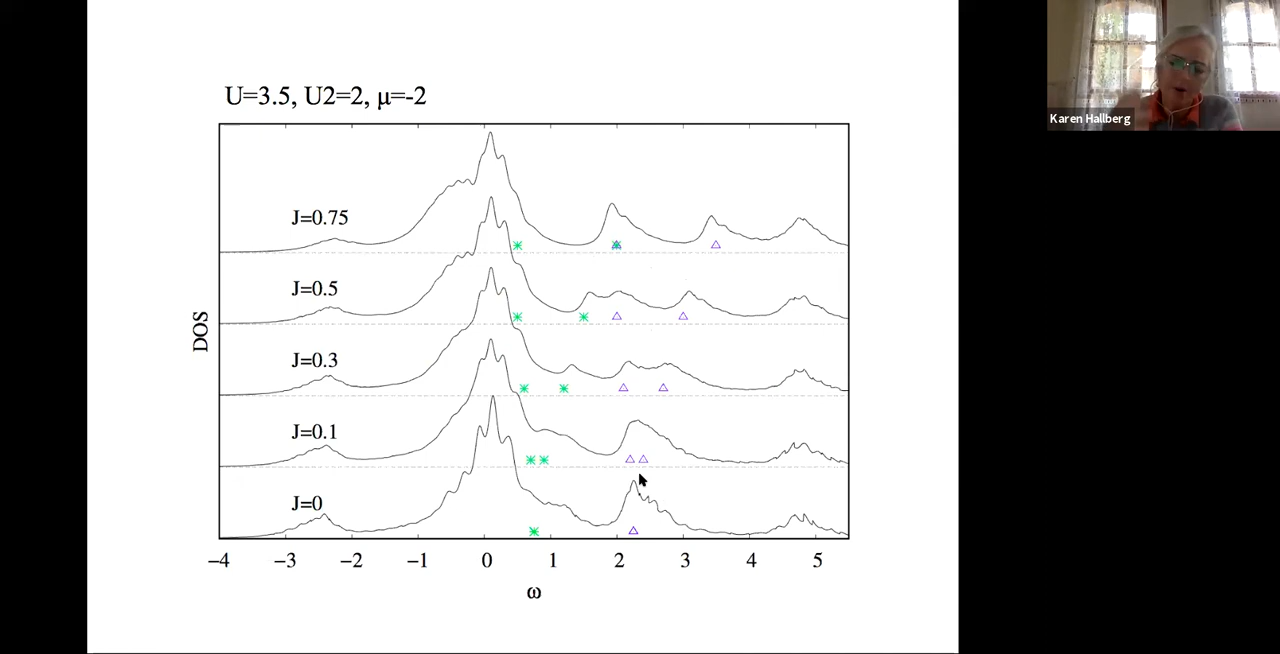 U=3.5, U2=2, μ=-2
J=0.75
J=0.5
J=0.3
J=0.1
J=0
DOS
−4 −3 −2 −1 0 1 2 3 4 5
ω
Karen Hallberg